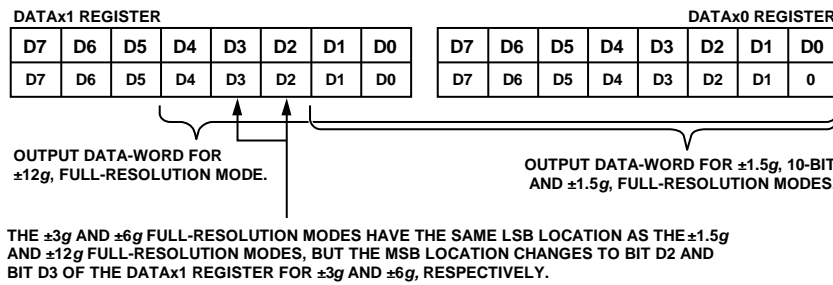 DATAx1 REGISTER DATAx0 REGISTER
D7 D6 D5 D4 D3 D2 D1 D0 D7 D6 D5 D4 D3 D2 D1 D0
D7 D6 D5 D4 D3 D2 D1 D0 D7 D6 D5 D4 D3 D2 D1 0
OUTPUT DATA-WORD FOR
±12g, FULL-RESOLUTION MODE.
OUTPUT DATA-WORD FOR ±1.5g, 10-BIT
AND ±1.5g, FULL-RESOLUTION MODES.
THE ±3g AND ±6g FULL-RESOLUTION MODES HAVE THE SAME LSB LOCATION AS THE ±1.5g
AND ±12g FULL-RESOLUTION MODES, BUT THE MSB LOCATION CHANGES TO BIT D2 AND
BIT D3 OF THE DATAx1 REGISTER FOR ±3g AND ±6g, RESPECTIVELY.